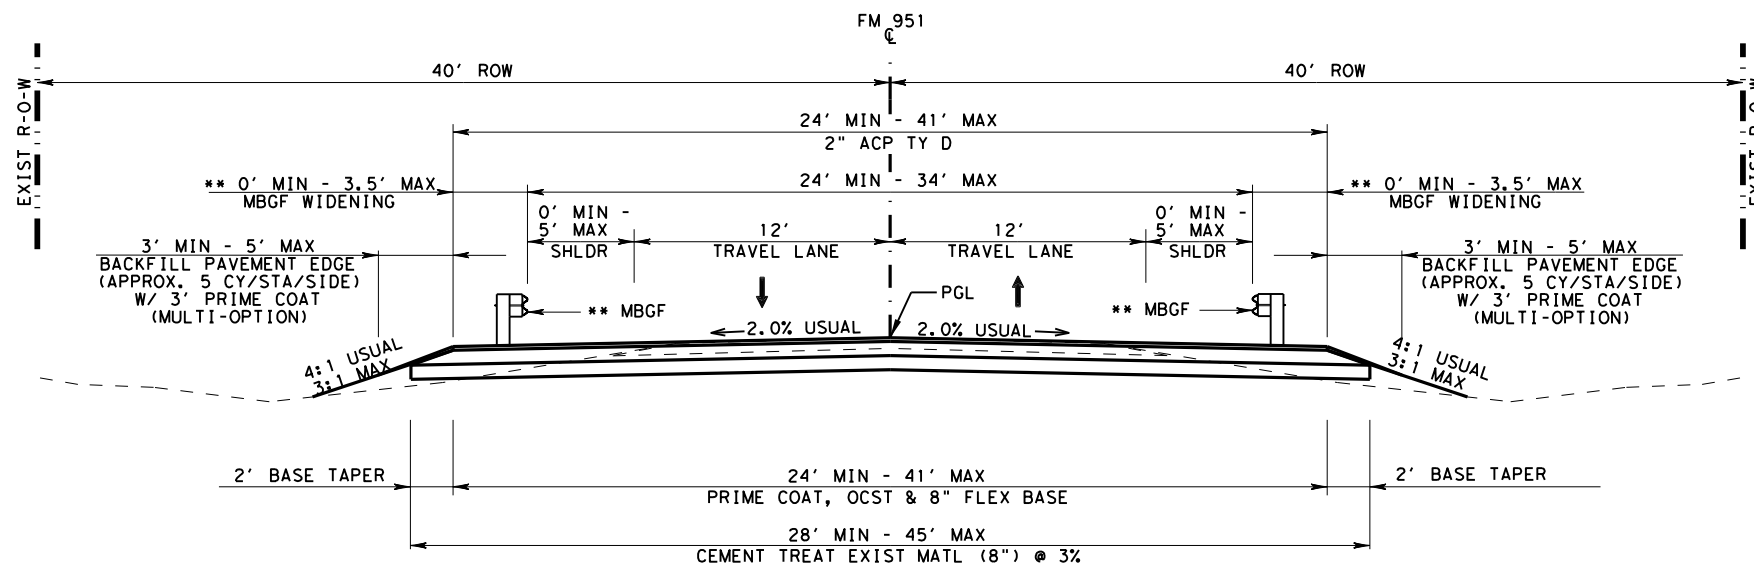 FM 951
℄
40' ROW
40' ROW
EXIST R-O-W
EXIST R-O-W
24' MIN - 41' MAX
2" ACP TY D
** 0' MIN - 3.5' MAX
MBGF WIDENING
24' MIN - 34' MAX
** 0' MIN - 3.5' MAX
MBGF WIDENING
0' MIN -
5' MAX
SHLDR
12'
TRAVEL LANE
12'
TRAVEL LANE
0' MIN -
5' MAX
SHLDR
3' MIN - 5' MAX
BACKFILL PAVEMENT EDGE
(APPROX. 5 CY/STA/SIDE)
W/ 3' PRIME COAT
(MULTI-OPTION)
3' MIN - 5' MAX
BACKFILL PAVEMENT EDGE
(APPROX. 5 CY/STA/SIDE)
W/ 3' PRIME COAT
(MULTI-OPTION)
** MBGF
PGL
** MBGF
2.0% USUAL
2.0% USUAL
4:1 USUAL
3:1 MAX
4:1 USUAL
3:1 MAX
2' BASE TAPER
24' MIN - 41' MAX
PRIME COAT, OCST & 8" FLEX BASE
2' BASE TAPER
28' MIN - 45' MAX
CEMENT TREAT EXIST MATL (8") @ 3%